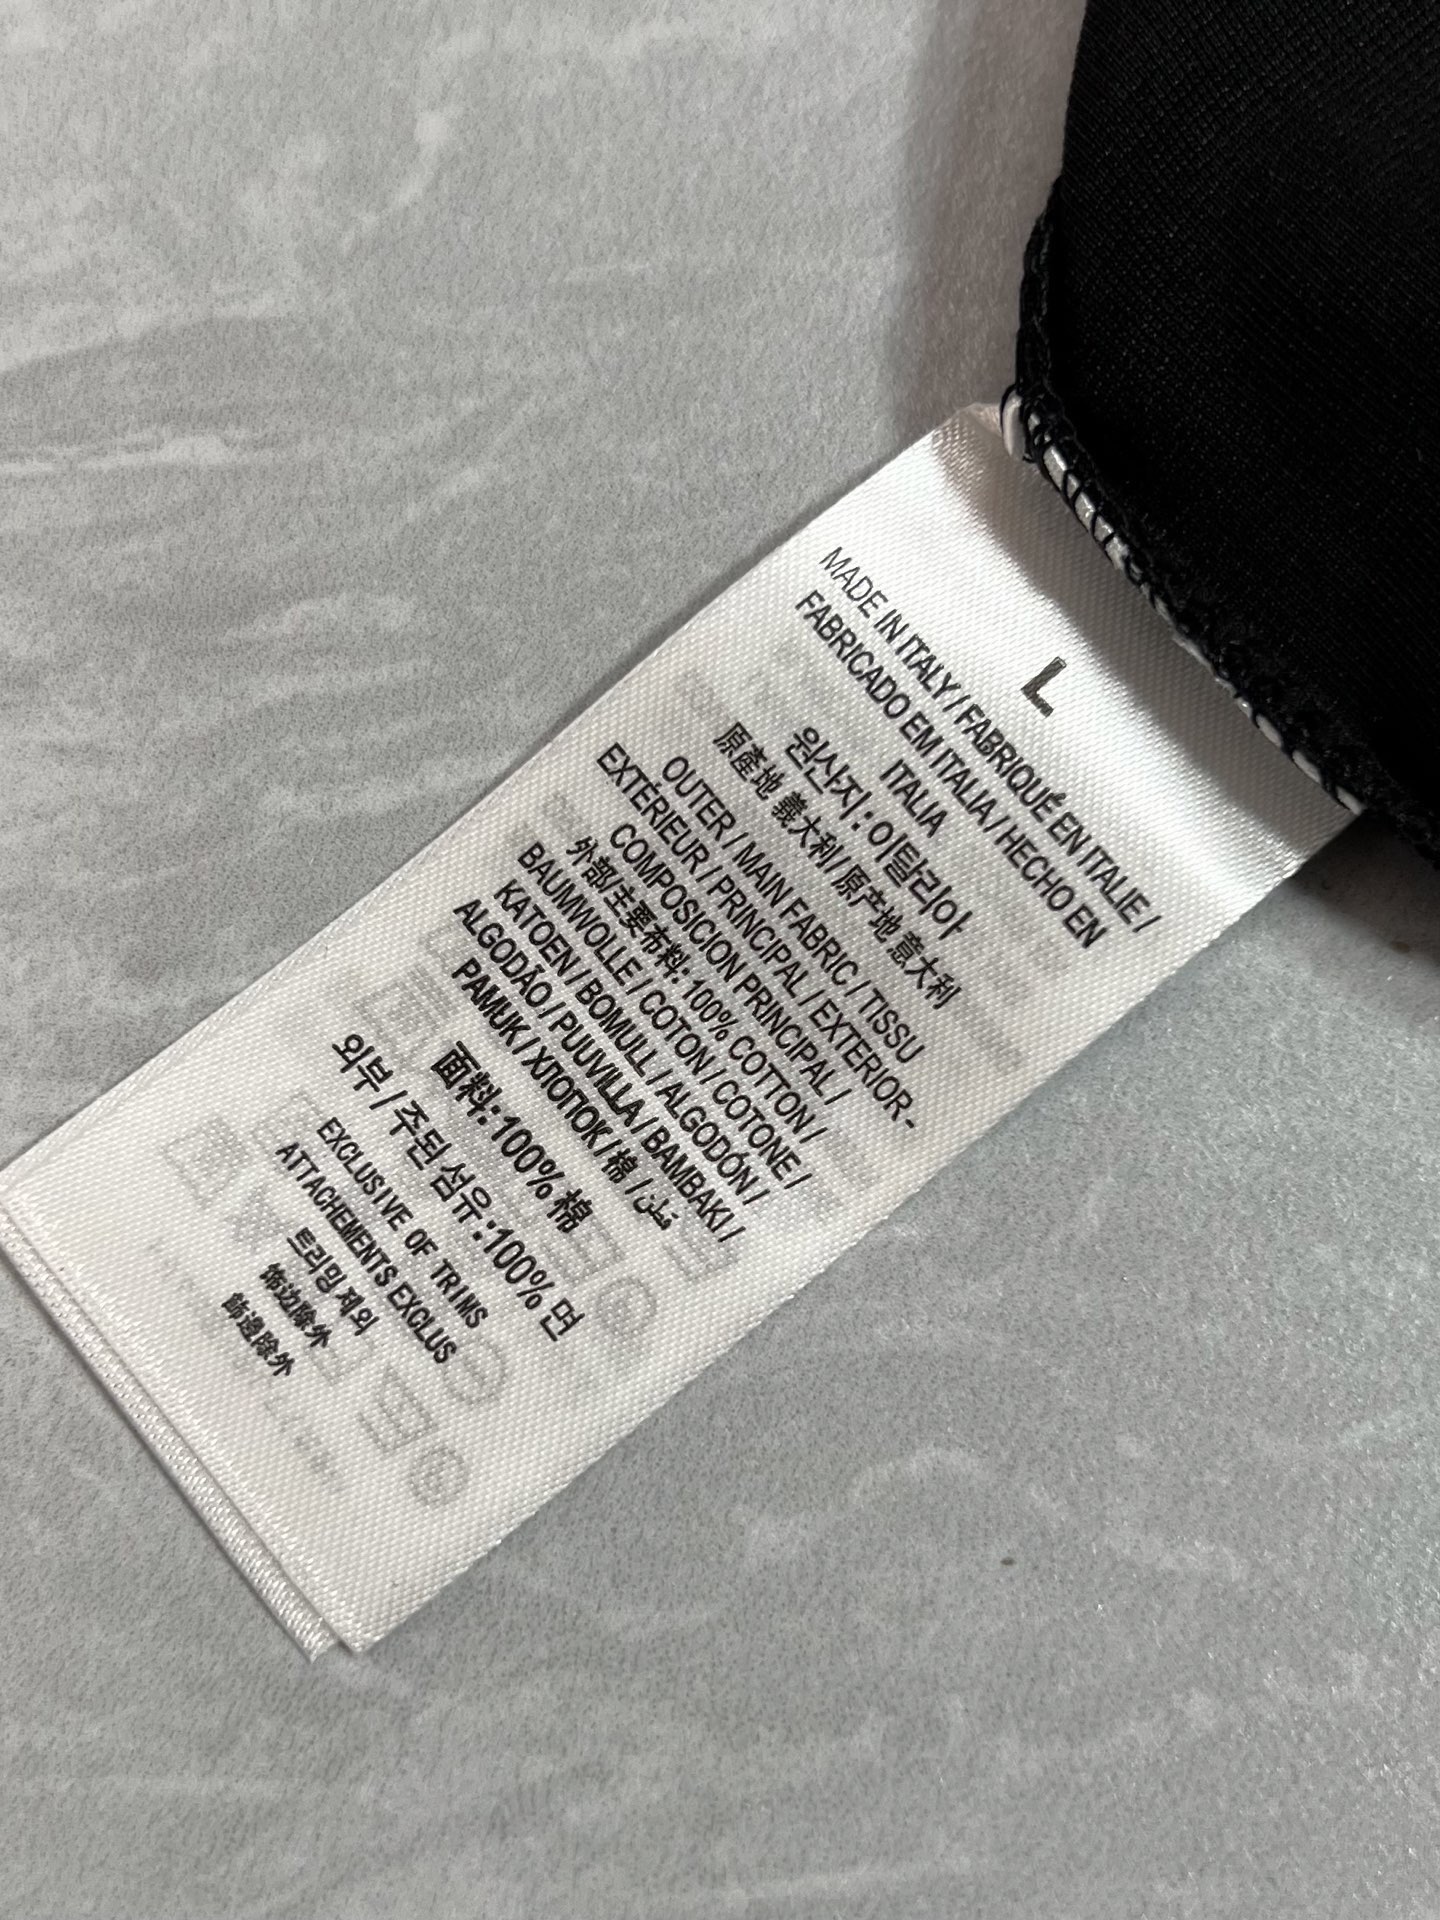 L
MADE IN ITALY / FABRIQUÉ EN ITALIE /
FABRICADO EM ITALIA / HECHO EN
ITALIA
원산지 : 이탈리아
原產地 義大利 / 原产地 意大利
OUTER / MAIN FABRIC / TISSU
EXTÉRIEUR / PRINCIPAL / EXTERIOR-
COMPOSICION PRINCIPAL /
外部/主要布料: 100% COTTON /
BAUMWOLLE / COTON / COTONE /
KATOEN / BOMULL / ALGODÓN /
ALGODÃO / PUUVILLA / BAMBAKI /
PAMUK / ХЛОПОК / 棉 / قطن
面料:100% 棉
외부 / 주된 섬유 :100% 면
EXCLUSIVE OF TRIMS
ATTACHEMENTS EXCLUS
트리밍 제외
饰边除外
飾邊除外